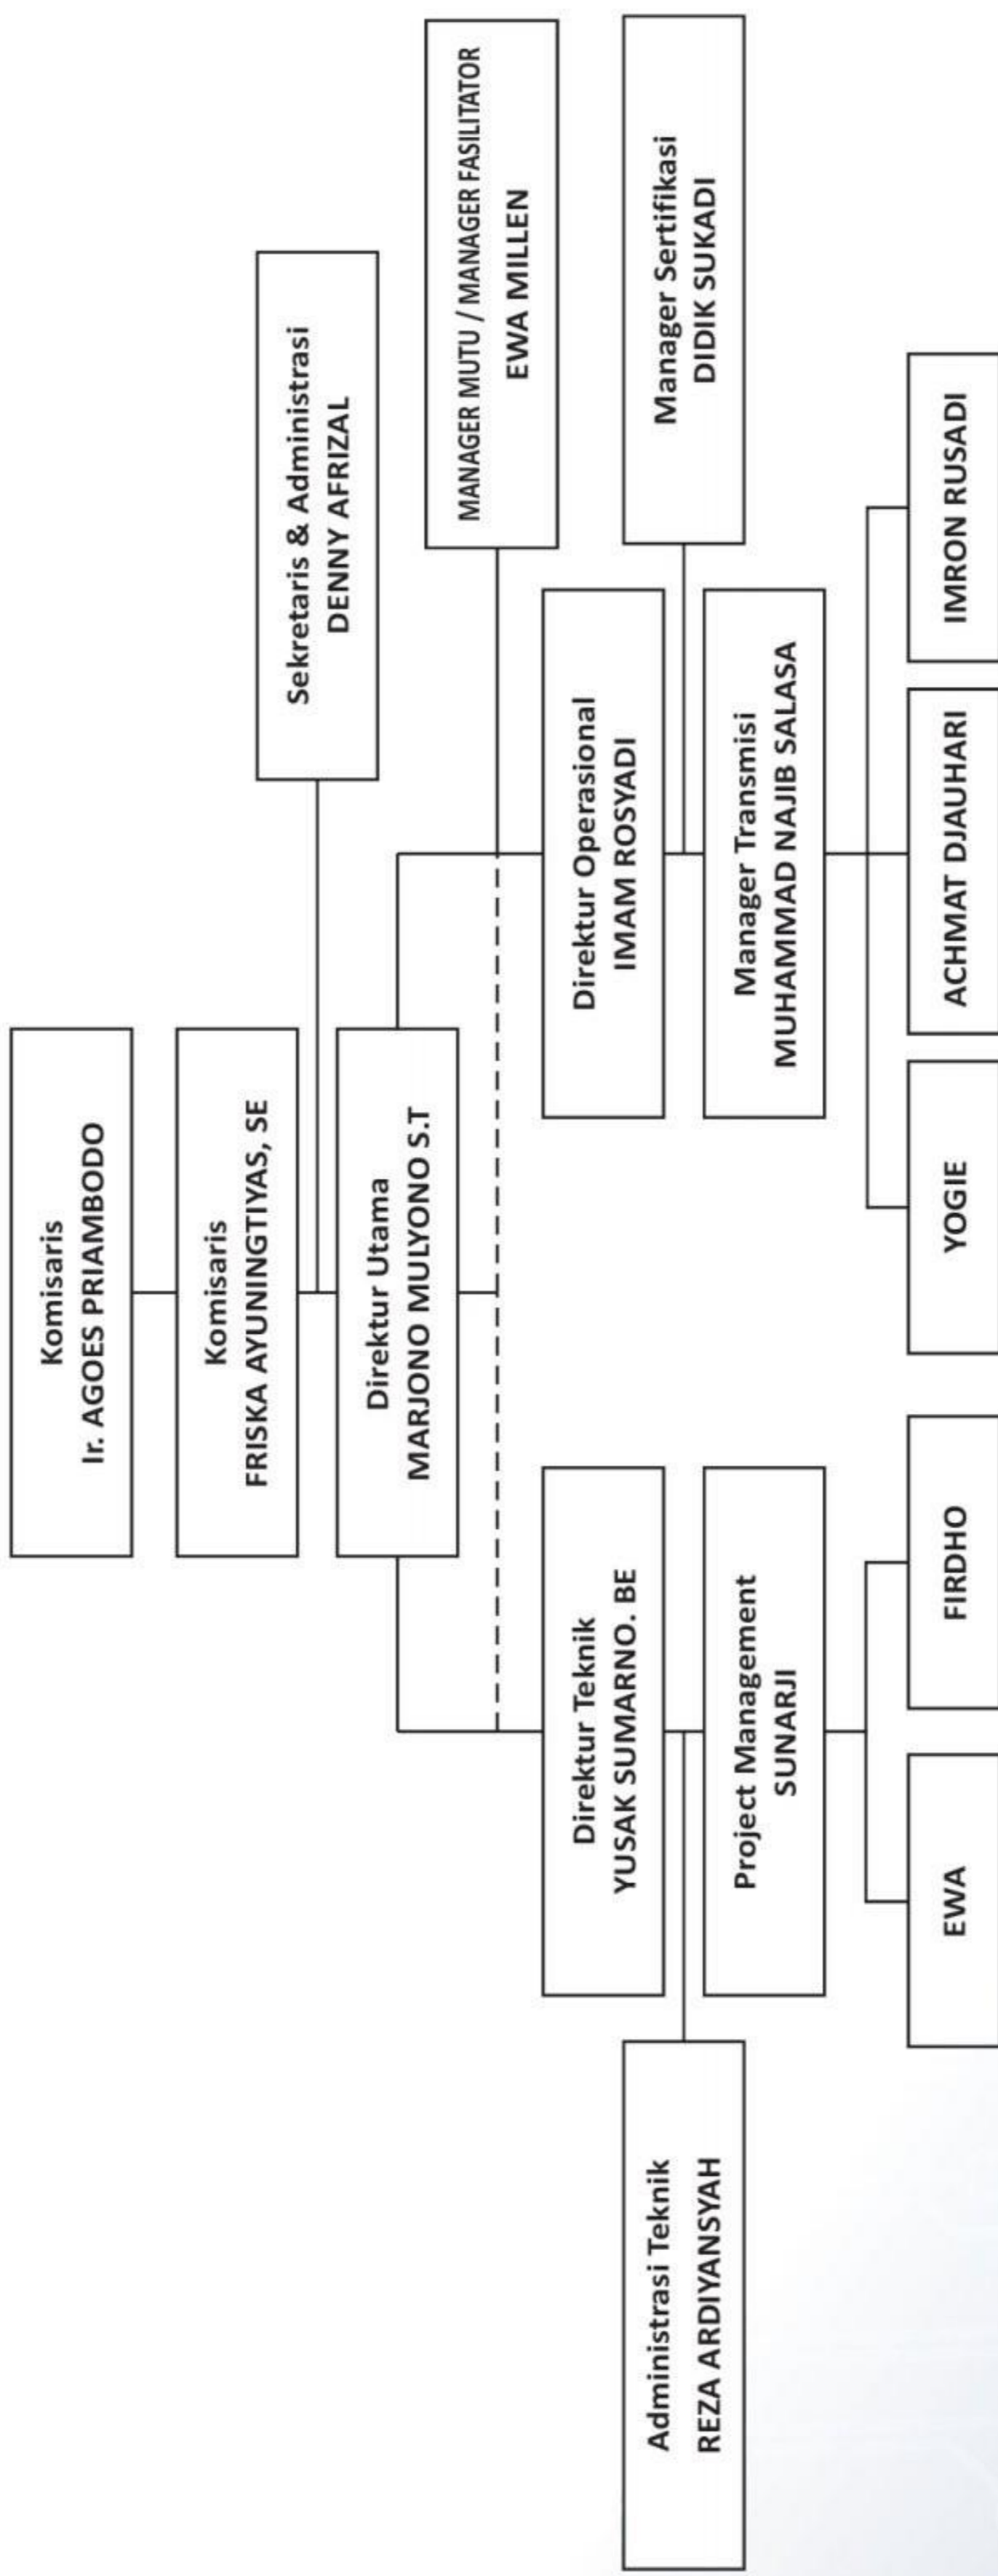 Komisaris
Ir. AGOES PRIAMBODO
Komisaris
FRISKA AYUNINGTIYAS, SE
Sekretaris & Administrasi
DENNY AFRIZAL
Direktur Utama
MARJONO MULYONO S.T
MANAGER MUTU / MANAGER FASILITATOR
EWA MILLEN
Direktur Teknik
YUSAK SUMARNO. BE
Direktur Operasional
IMAM ROSYADI
Administrasi Teknik
REZA ARDIYANSYAH
Manager Sertifikasi
DIDIK SUKADI
Project Management
SUNARJI
Manager Transmisi
MUHAMMAD NAJIB SALASA
EWA
FIRDHO
YOGIE
ACHMAT DJAUHARI
IMRON RUSADI